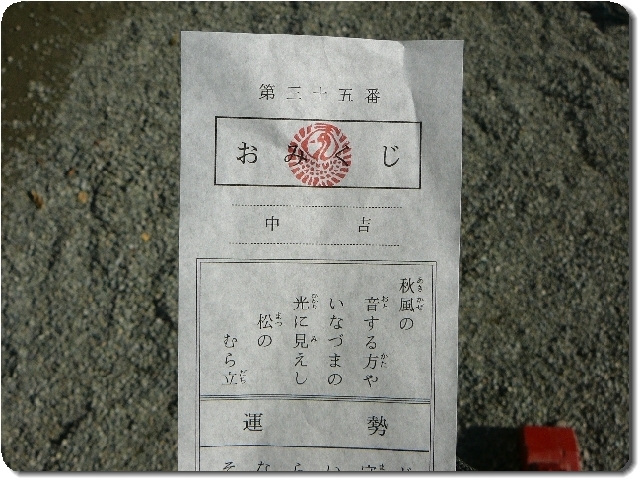 第三十五番
おみくじ
中吉
秋風の
音する方や
いなづまの
光に見えし
松の
むら立
運勢